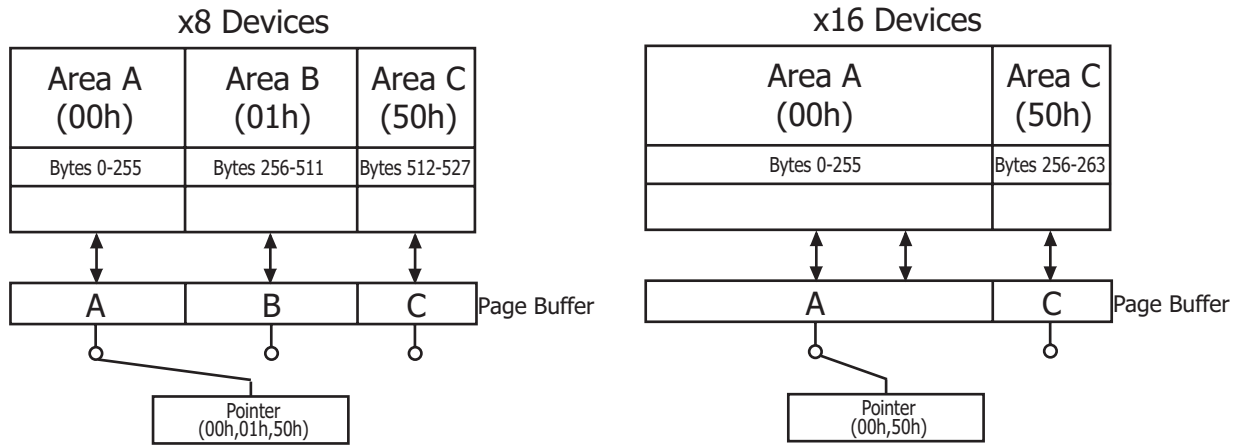 x8 Devices
Area A
(00h)
Area B
(01h)
Area C
(50h)
Bytes 0-255
Bytes 256-511
Bytes 512-527
A
B
C
Page Buffer
Pointer
(00h,01h,50h)
x16 Devices
Area A
(00h)
Area C
(50h)
Bytes 0-255
Bytes 256-263
A
C
Page Buffer
Pointer
(00h,50h)